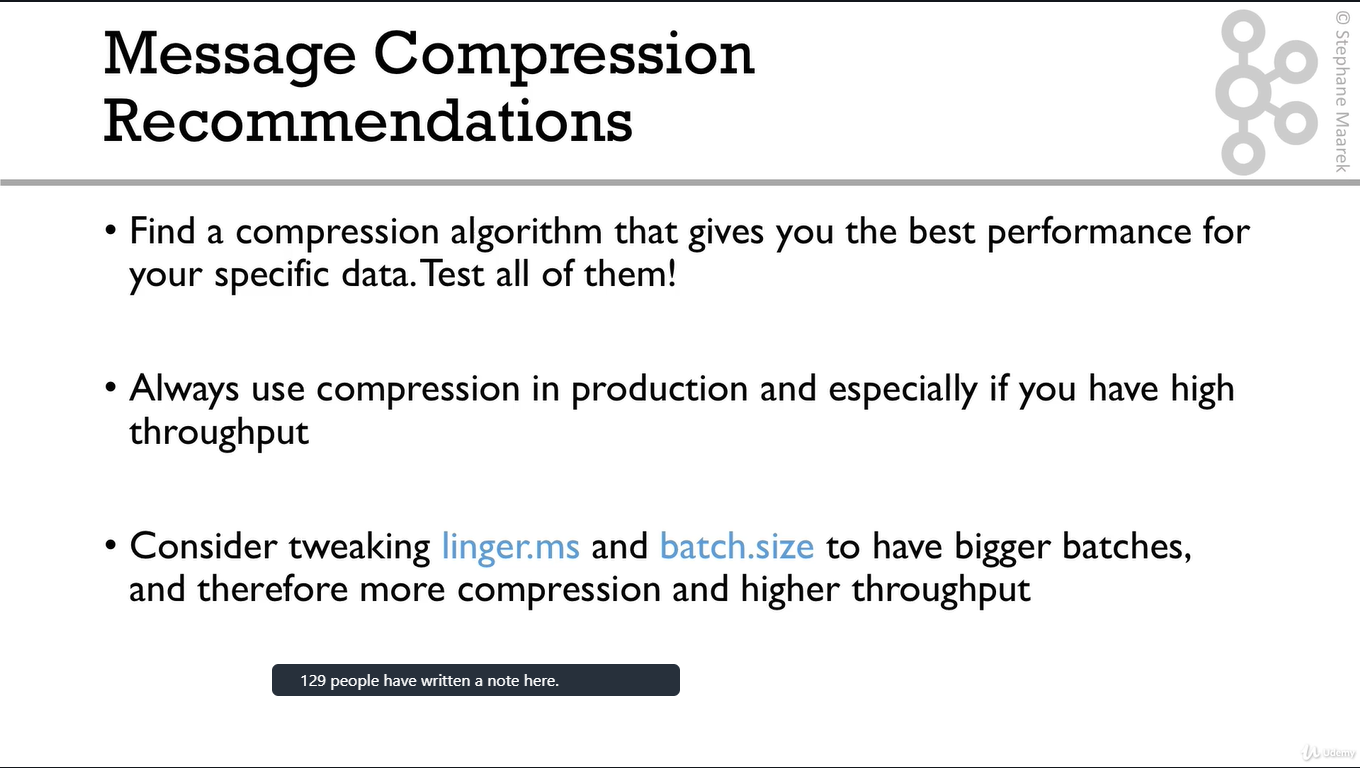 Message Compression
Recommendations
© Stephane Maarek
• Find a compression algorithm that gives you the best performance for
your specific data. Test all of them!
• Always use compression in production and especially if you have high
throughput
• Consider tweaking linger.ms and batch.size to have bigger batches,
and therefore more compression and higher throughput
129 people have written a note here.
Udemy